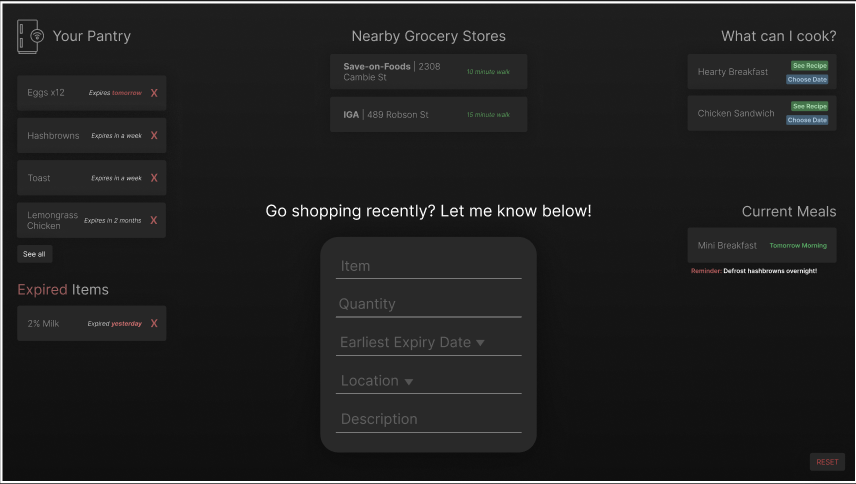 Your Pantry
Eggs x12 Expires tomorrow X
Hashbrowns Expires in a week X
Toast Expires in a week X
Lemongrass
Chicken Expires in 2 months X
See all
Expired Items
2% Milk Expired yesterday X
Nearby Grocery Stores
Save-on-Foods | 2308
Cambie St 10 minute walk
IGA | 489 Robson St 15 minute walk
Go shopping recently? Let me know below!
Item
Quantity
Earliest Expiry Date
Location
Description
What can I cook?
Hearty Breakfast
See Recipe
Choose Date
Chicken Sandwich
See Recipe
Choose Date
Current Meals
Mini Breakfast Tomorrow Morning
Reminder: Defrost hashbrowns overnight!
RESET